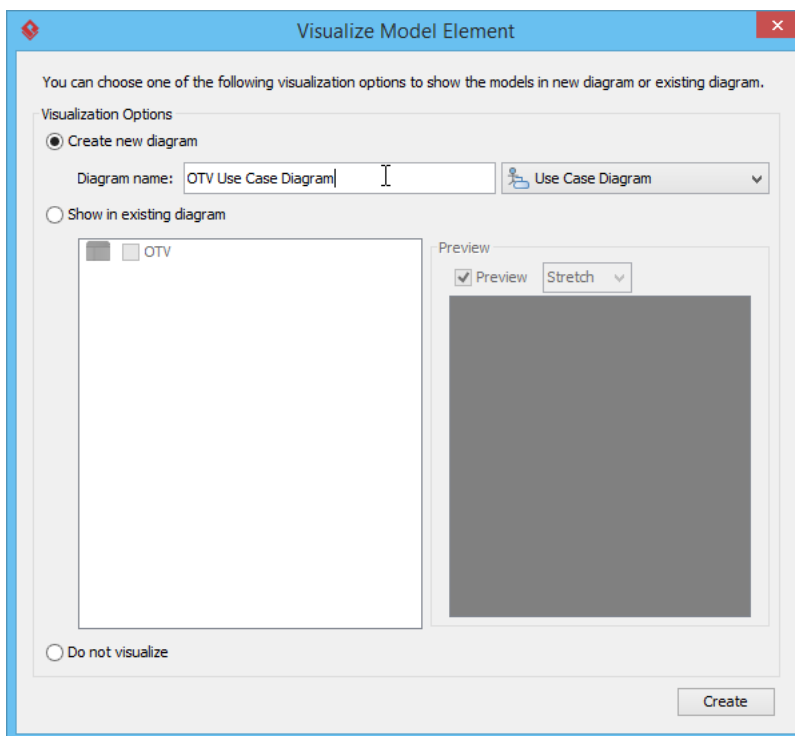 Visualize Model Element
You can choose one of the following visualization options to show the models in new diagram or existing diagram.
Visualization Options
Create new diagram
Diagram name: OTV Use Case Diagram Use Case Diagram
Show in existing diagram
OTV
Preview
Preview Stretch
Do not visualize
Create